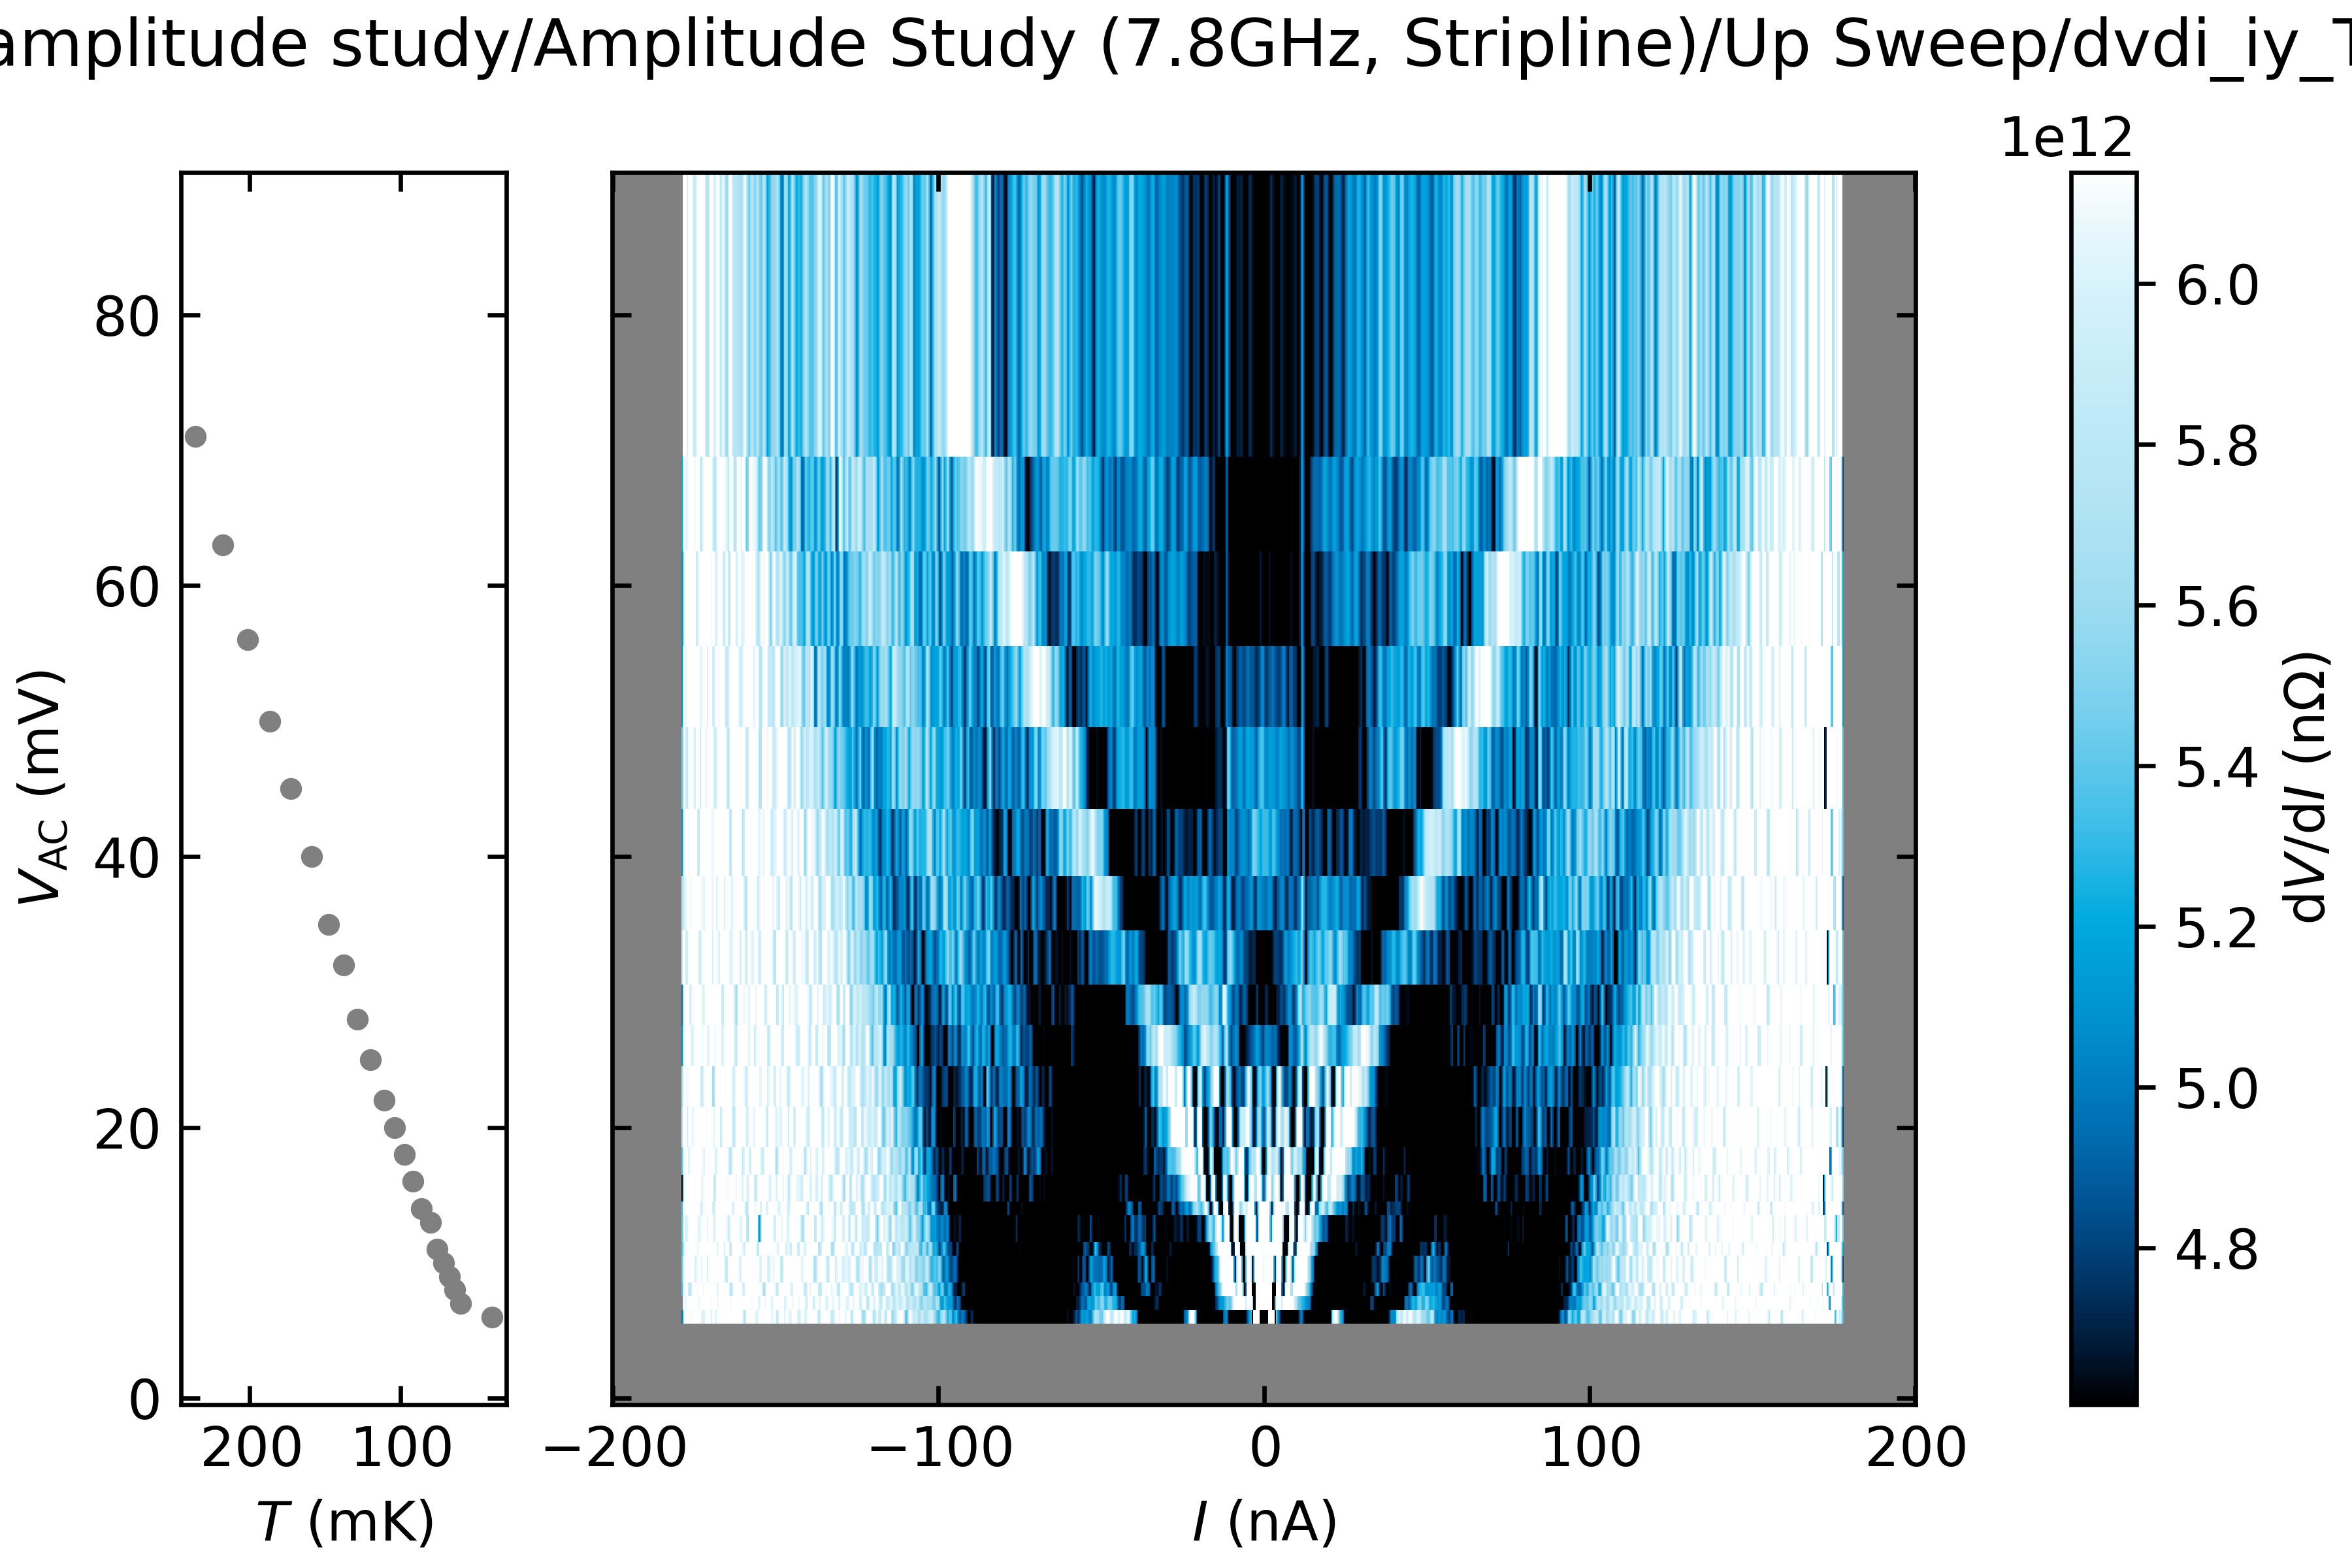 amplitude study/Amplitude Study (7.8GHz, Stripline)/Up Sweep/dvdi_iy_T
1e12
V_AC (mV)
80
60
40
20
0
200 100
T (mK)
−200 −100 0 100 200
I (nA)
6.0
5.8
5.6
5.4
5.2
5.0
4.8
dV/dI (nΩ)